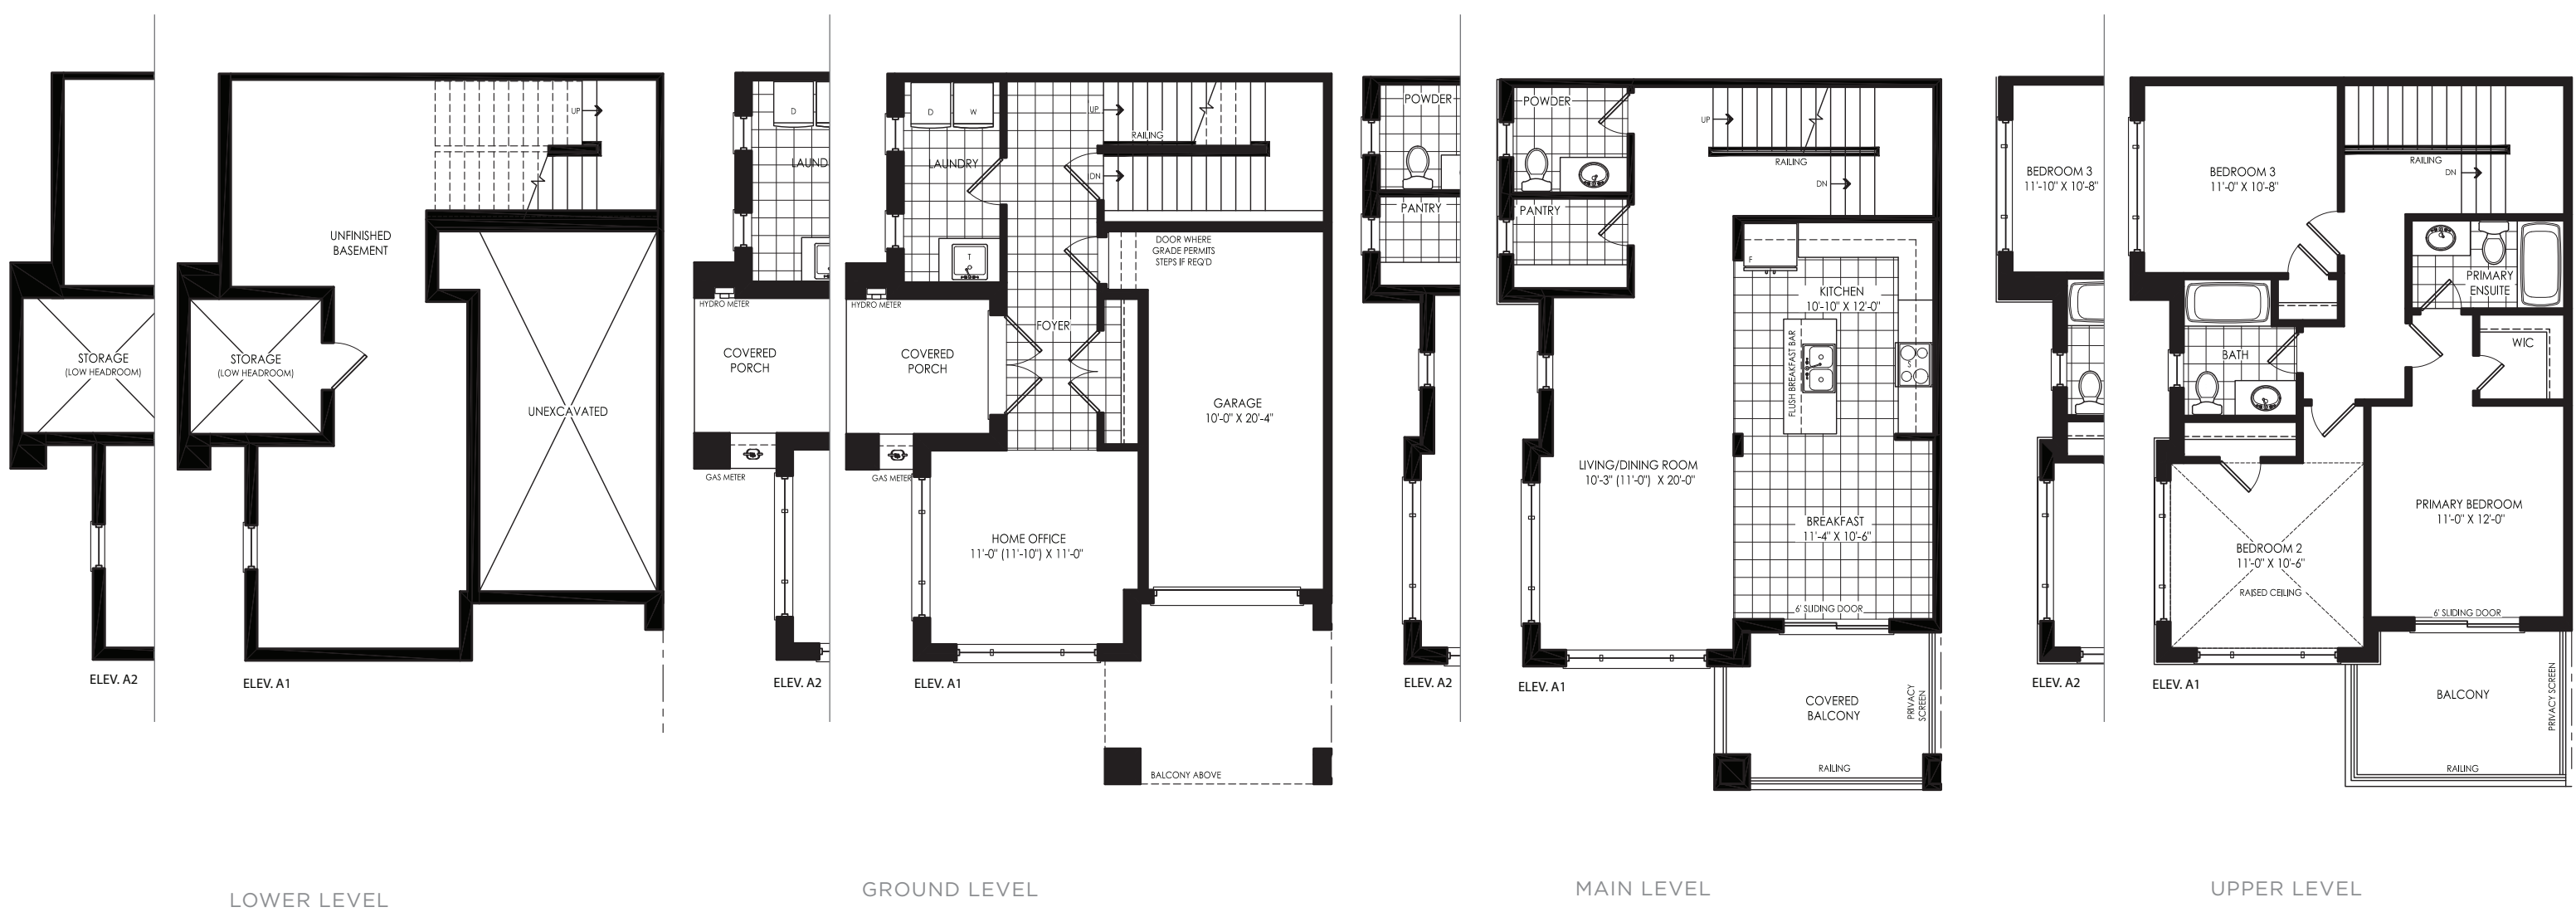 STORAGE
(LOW HEADROOM)
ELEV. A2
UP
UNFINISHED
BASEMENT
STORAGE
(LOW HEADROOM)
UNEXCAVATED
ELEV. A1
LOWER LEVEL
D
LAUND
HYDRO METER
COVERED
PORCH
GAS METER
ELEV. A2
D
W
UP
RAILING
LAUNDRY
DN
T
DOOR WHERE
GRADE PERMITS
STEPS IF REQ'D
HYDRO METER
FOYER
COVERED
PORCH
GARAGE
10'-0" X 20'-4"
GAS METER
HOME OFFICE
11'-0" (11'-10") X 11'-0"
ELEV. A1
BALCONY ABOVE
GROUND LEVEL
POWDER
PANTRY
ELEV. A2
POWDER
UP
RAILING
DN
PANTRY
F
KITCHEN
10'-10" X 12'-0"
FLUSH BREAKFAST BAR
S
LIVING/DINING ROOM
10'-3" (11'-0") X 20'-0"
BREAKFAST
11'-4" X 10'-6"
6' SLIDING DOOR
ELEV. A1
COVERED
BALCONY
PRIVACY
SCREEN
RAILING
MAIN LEVEL
BEDROOM 3
11'-10" X 10'-8"
ELEV. A2
BEDROOM 3
11'-0" X 10'-8"
RAILING
DN
PRIMARY
ENSUITE
BATH
WIC
PRIMARY BEDROOM
11'-0" X 12'-0"
BEDROOM 2
11'-0" X 10'-6"
RAISED CEILING
6' SLIDING DOOR
ELEV. A1
BALCONY
PRIVACY SCREEN
RAILING
UPPER LEVEL